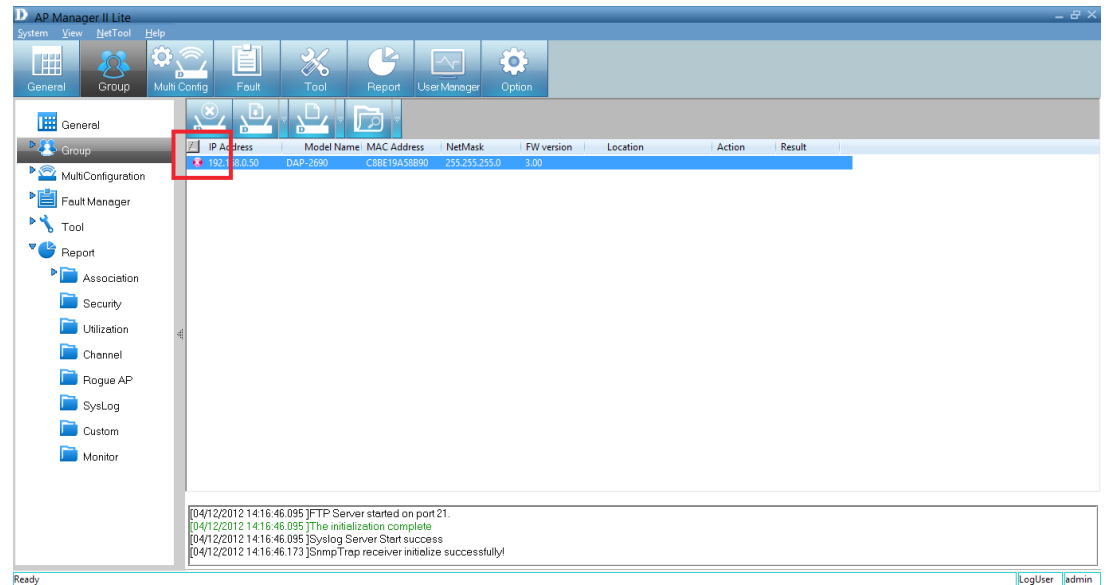 AP Manager II Lite
System View NetTool Help
General Group Multi Config Fault Tool Report User Manager Option
General
Group
MultiConfiguration
Fault Manager
Tool
Report
Association
Security
Utilization
Channel
Rogue AP
SysLog
Custom
Monitor
IP Address Model Name MAC Address NetMask FW version Location Action Result
192.168.0.50 DAP-2690 C8BE19A58B90 255.255.255.0 3.00
[04/12/2012 14:16:46.095 ]FTP Server started on port 21.
[04/12/2012 14:16:46.095 ]The initialization complete
[04/12/2012 14:16:46.095 ]Syslog Server Start success
[04/12/2012 14:16:46.173 ]SnmpTrap receiver initialize successfully!
Ready LogUser admin